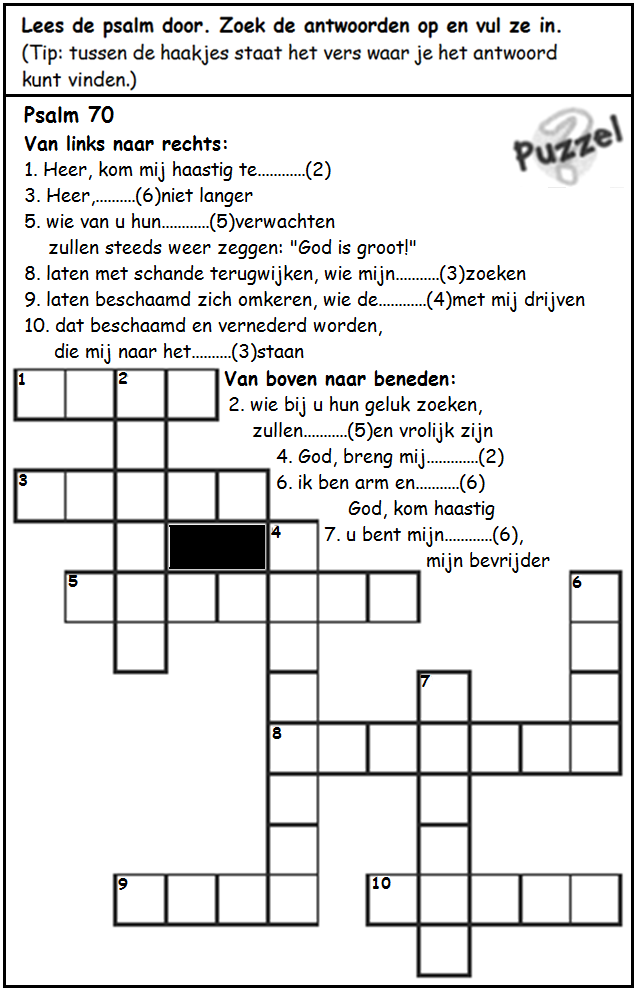 Lees de psalm door. Zoek de antwoorden op en vul ze in.
(Tip: tussen de haakjes staat het vers waar je het antwoord
kunt vinden.)
Psalm 70
Puzzel
?
Van links naar rechts:
1. Heer, kom mij haastig te............(2)
3. Heer,..........(6)niet langer
5. wie van u hun............(5)verwachten
zullen steeds weer zeggen: "God is groot!"
8. laten met schande terugwijken, wie mijn...........(3)zoeken
9. laten beschaamd zich omkeren, wie de............(4)met mij drijven
10. dat beschaamd en vernederd worden,
die mij naar het..........(3)staan
Van boven naar beneden:
2. wie bij u hun geluk zoeken,
zullen...........(5)en vrolijk zijn
4. God, breng mij.............(2)
6. ik ben arm en...........(6)
God, kom haastig
7. u bent mijn............(6),
mijn bevrijder
1 2
3
4
5 6
7
8
9 10